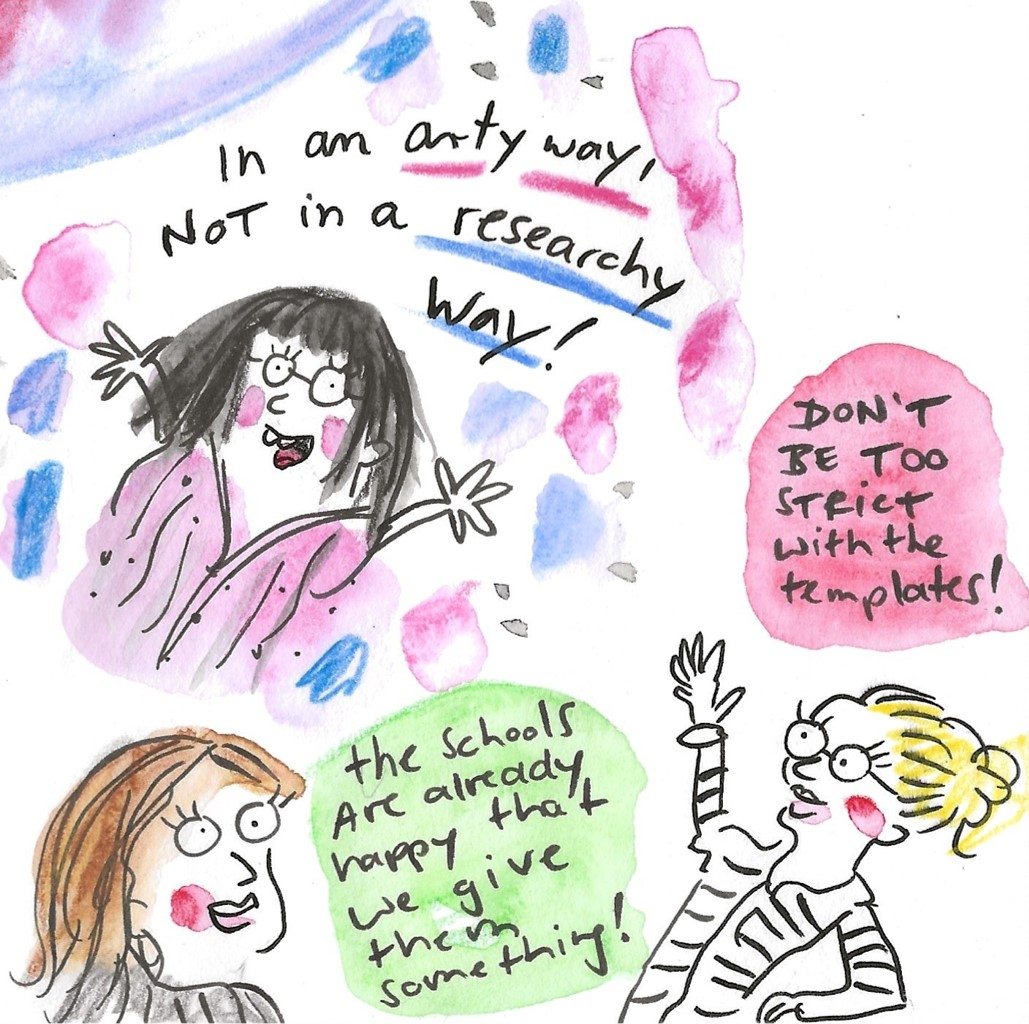 In an arty way,
NOT in a researchy
way!
DON'T
BE TOO
STRICT
with the
templates!
the schools
Are already
happy that
we give
them
something!